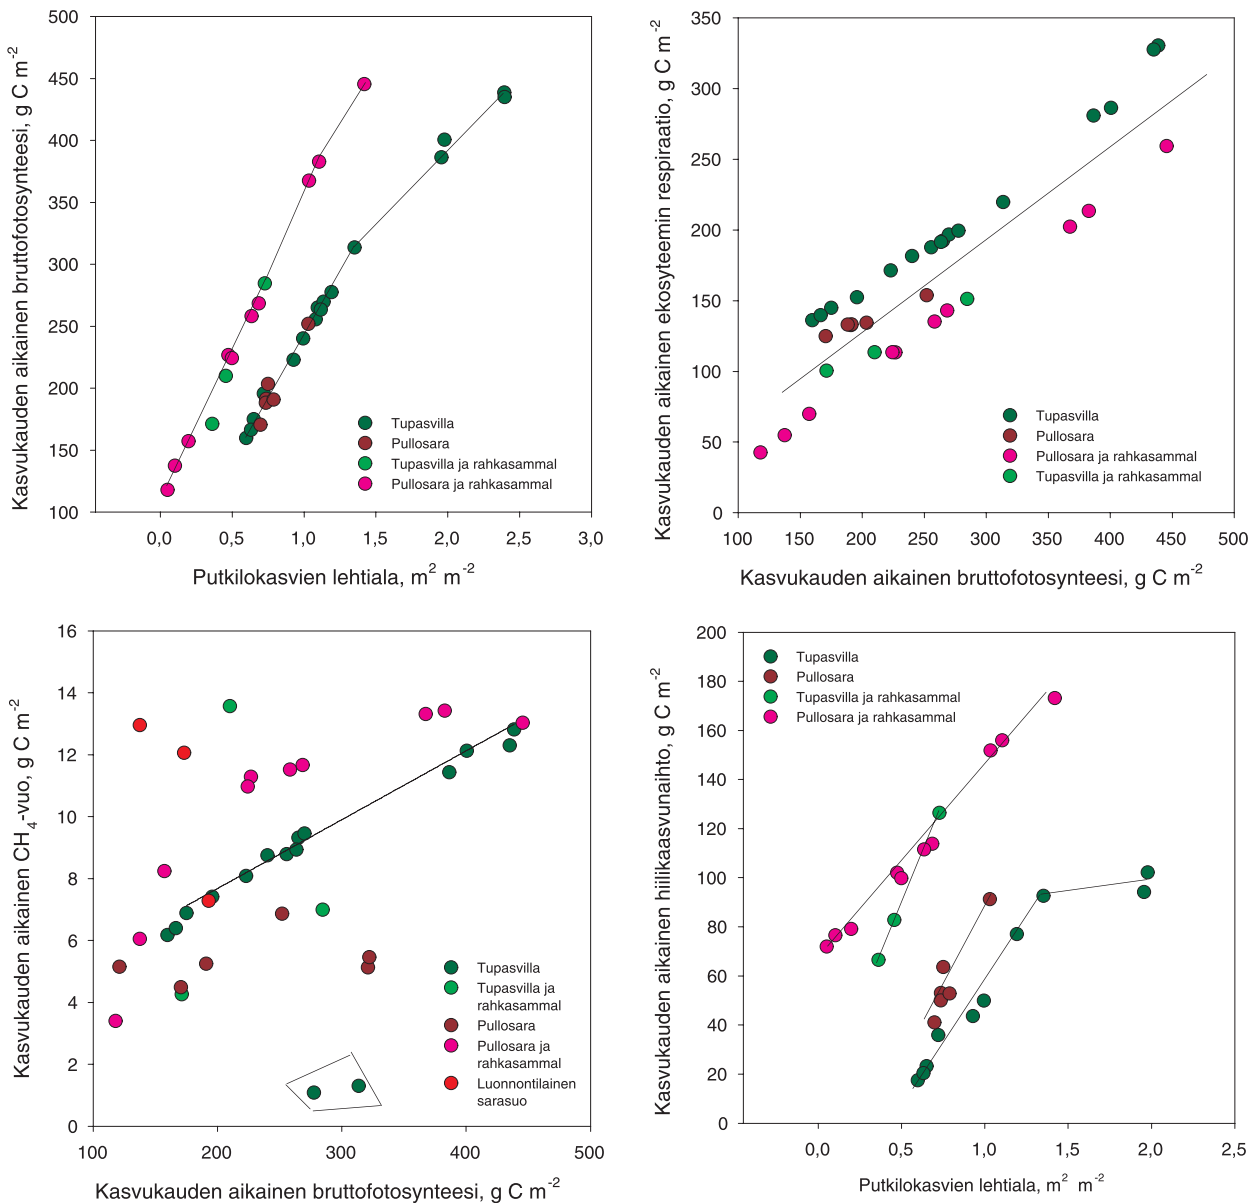 500
450
400
350
300
250
200
150
100
0,0 0,5 1,0 1,5 2,0 2,5 3,0
Kasvukauden aikainen bruttofotosynteesi, g C m-2
Putkilokasvien lehtiala, m2 m-2
Tupasvilla
Pullosara
Tupasvilla ja rahkasammal
Pullosara ja rahkasammal
350
300
250
200
150
100
50
0
100 150 200 250 300 350 400 450 500
Kasvukauden aikainen ekosyteemin respiraatio, g C m-2
Kasvukauden aikainen bruttofotosynteesi, g C m-2
Tupasvilla
Pullosara
Pullosara ja rahkasammal
Tupasvilla ja rahkasammal
16
14
12
10
8
6
4
2
0
100 200 300 400 500
Kasvukauden aikainen CH4-vuo, g C m-2
Kasvukauden aikainen bruttofotosynteesi, g C m-2
Tupasvilla
Tupasvilla ja
rahkasammal
Pullosara
Pullosara ja
rahkasammal
Luonnontilainen
sarasuo
200
180
160
140
120
100
80
60
40
20
0
0,0 0,5 1,0 1,5 2,0 2,5
Kasvukauden aikainen hiilikaasvunaihto, g C m-2
Putkilokasvien lehtiala, m2 m-2
Tupasvilla
Pullosara
Tupasvilla ja rahkasammal
Pullosara ja rahkasammal